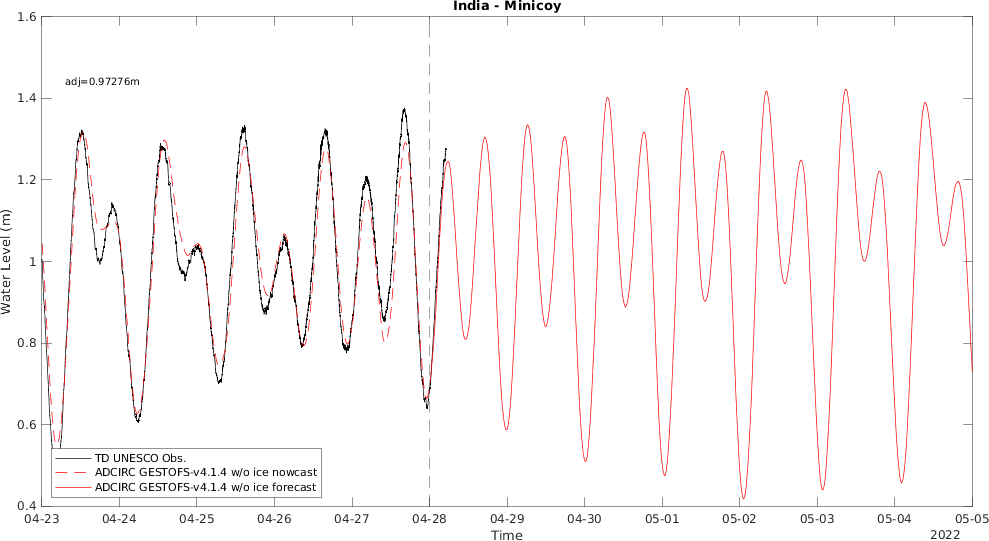 India - Minicoy
1.6
1.4
1.2
1
0.8
0.6
0.4
Water Level (m)
adj=0.97276m
TD UNESCO Obs.
ADCIRC GESTOFS-v4.1.4 w/o ice nowcast
ADCIRC GESTOFS-v4.1.4 w/o ice forecast
04-23 04-24 04-25 04-26 04-27 04-28 04-29 04-30 05-01 05-02 05-03 05-04 05-05
Time
2022